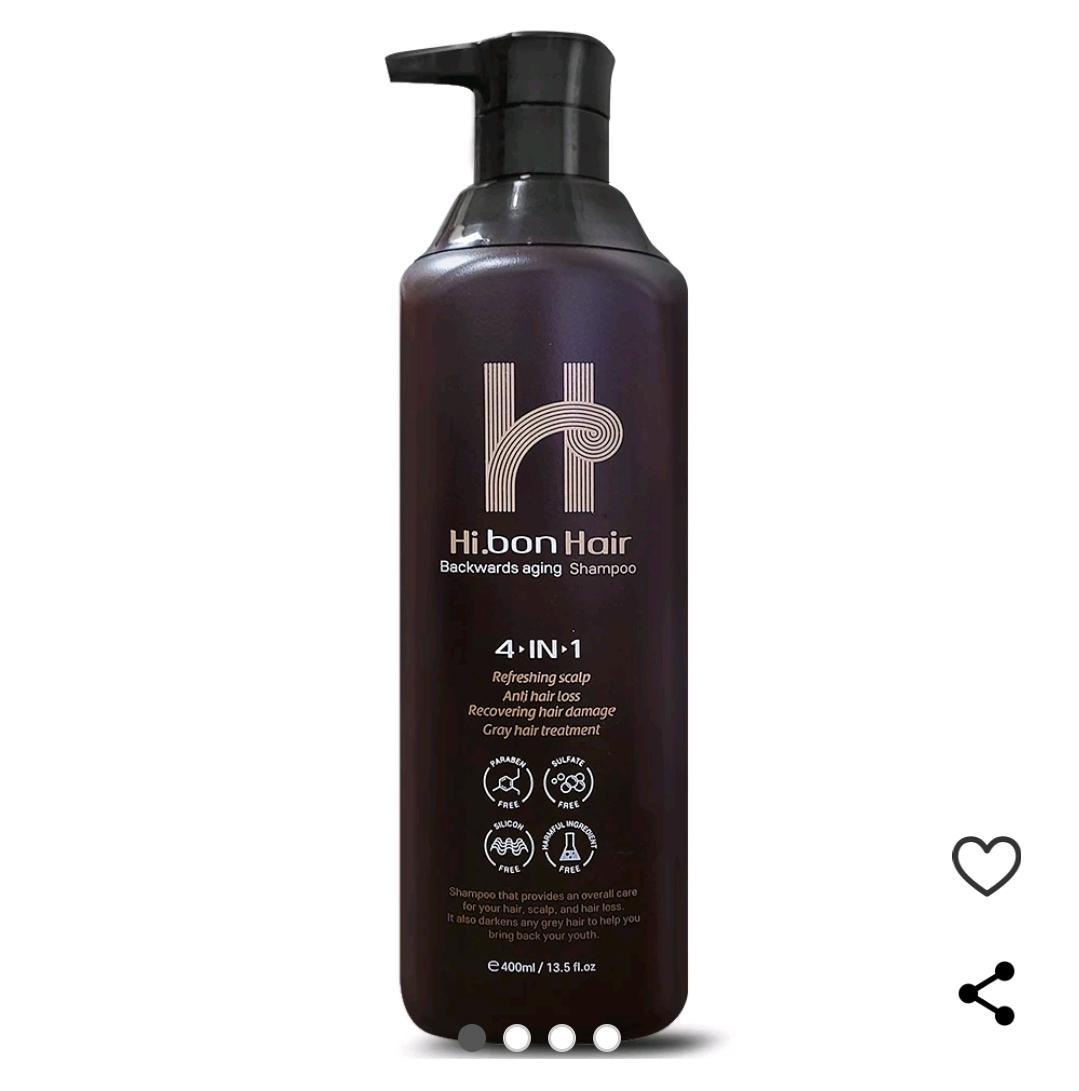 H
Hi.bon Hair
Backwards aging Shampoo
4·IN·1
Refreshing scalp
Anti hair loss
Recovering hair damage
Gray hair treatment
PARABEN FREE
SULFATE FREE
SILICON FREE
HARMFUL INGREDIENT FREE
Shampoo that provides an overall care
for your hair, scalp, and hair loss.
It also darkens any grey hair to help you
bring back your youth.
℮400ml / 13.5 fl.oz